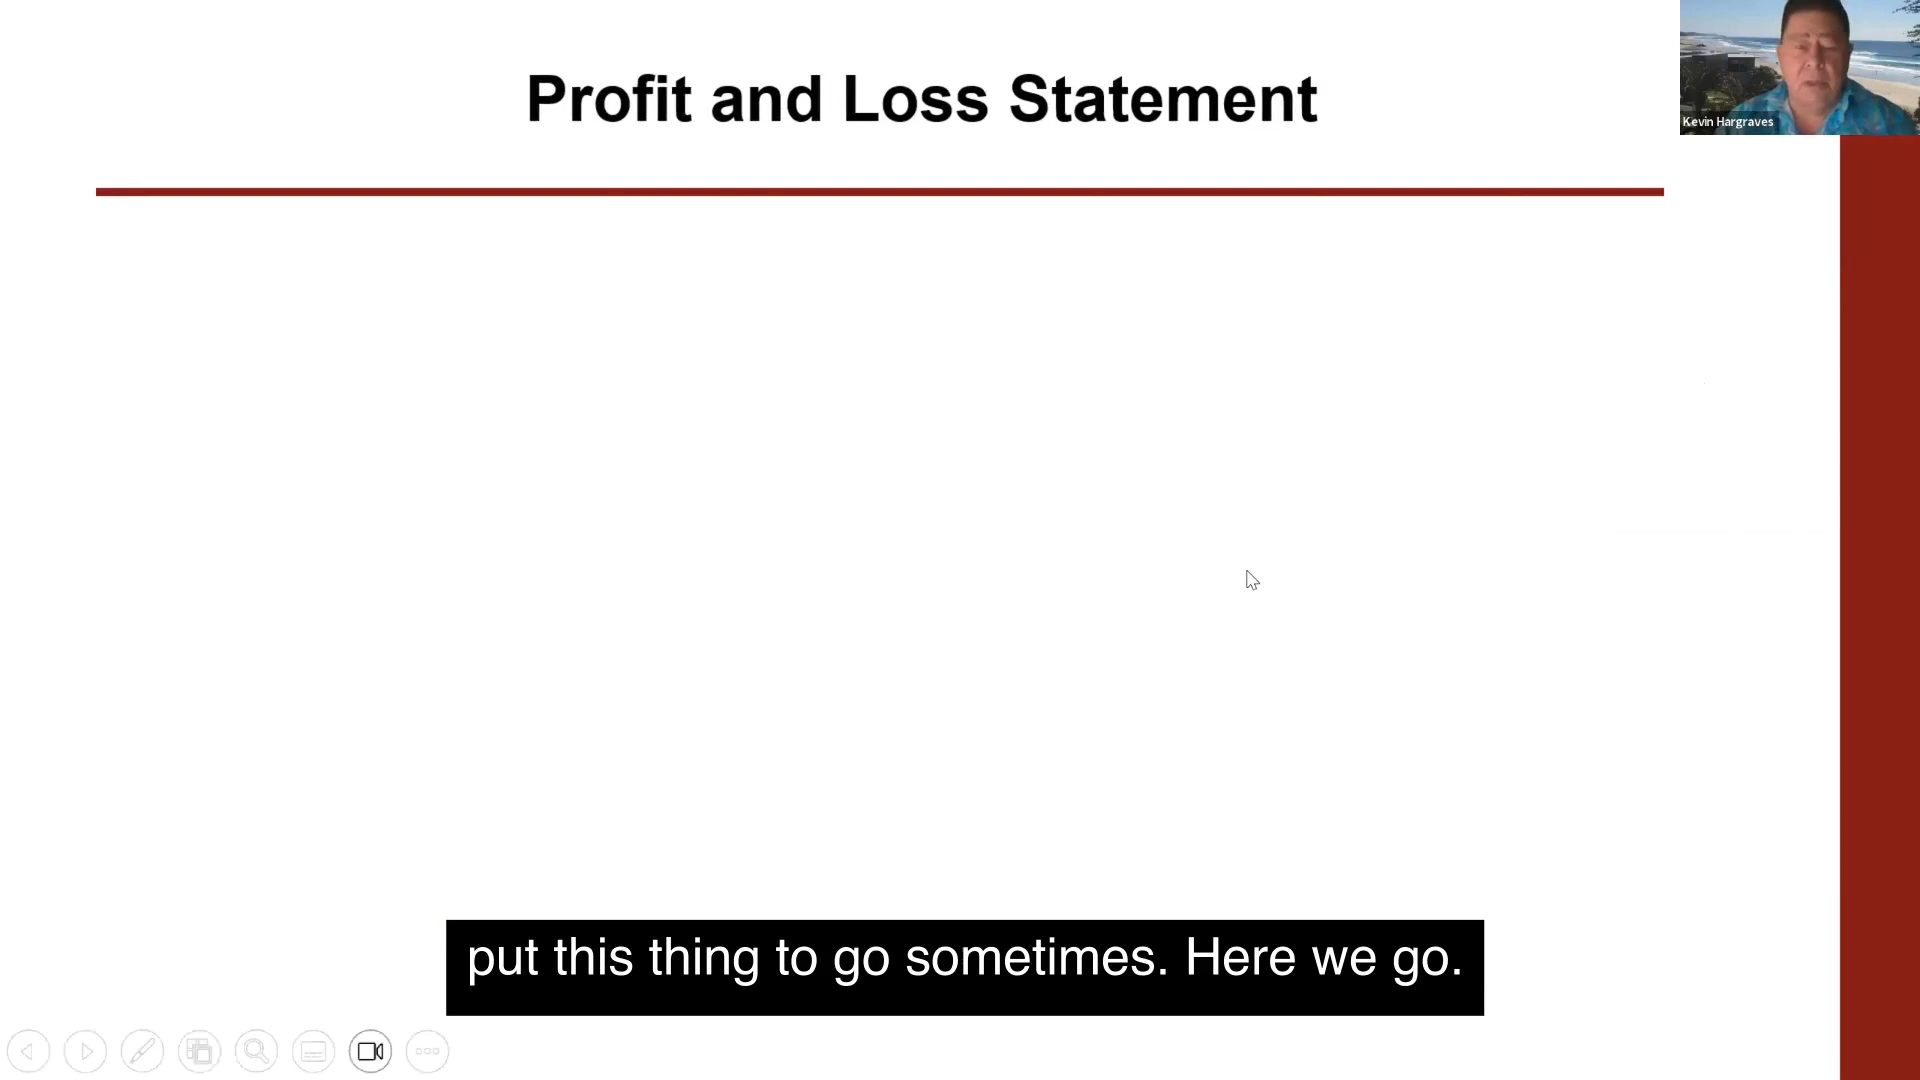 Profit and Loss Statement
Kevin Hargraves
put this thing to go sometimes. Here we go.